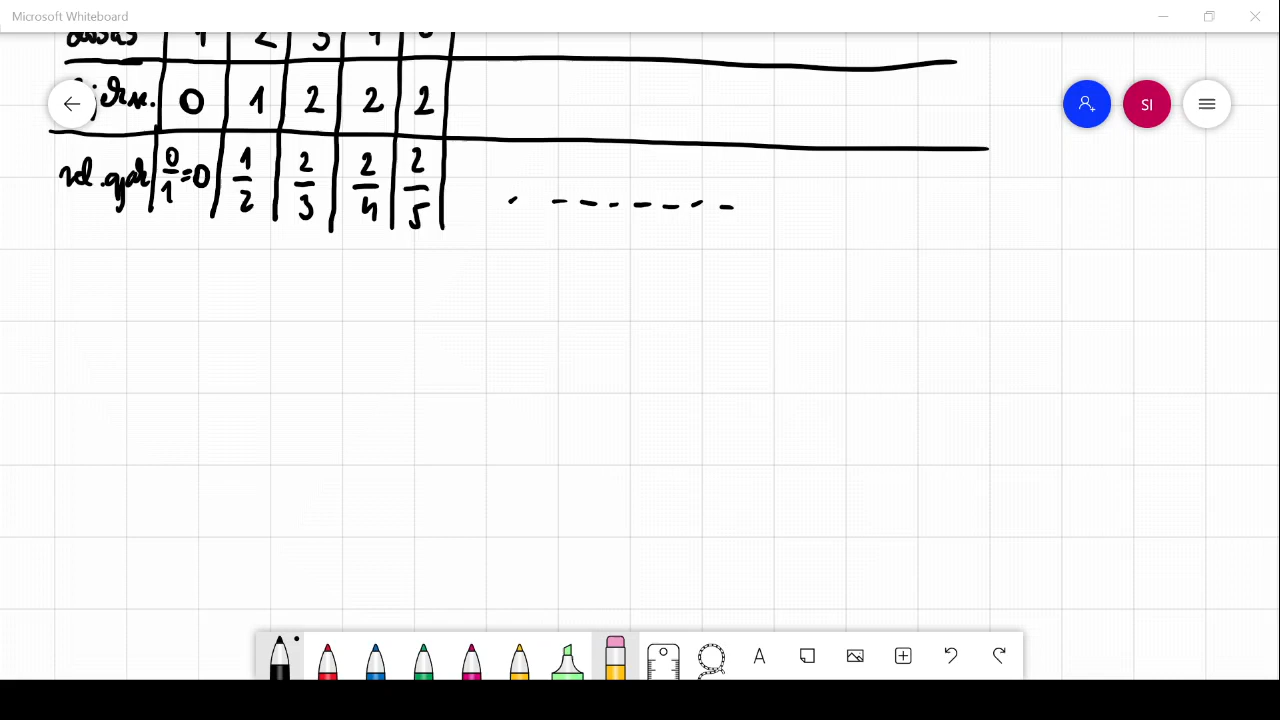 Microsoft Whiteboard
1 2 3 4
0 1 2 2 2
0/1=0 1/2 2/3 2/4 2/5
SI
A